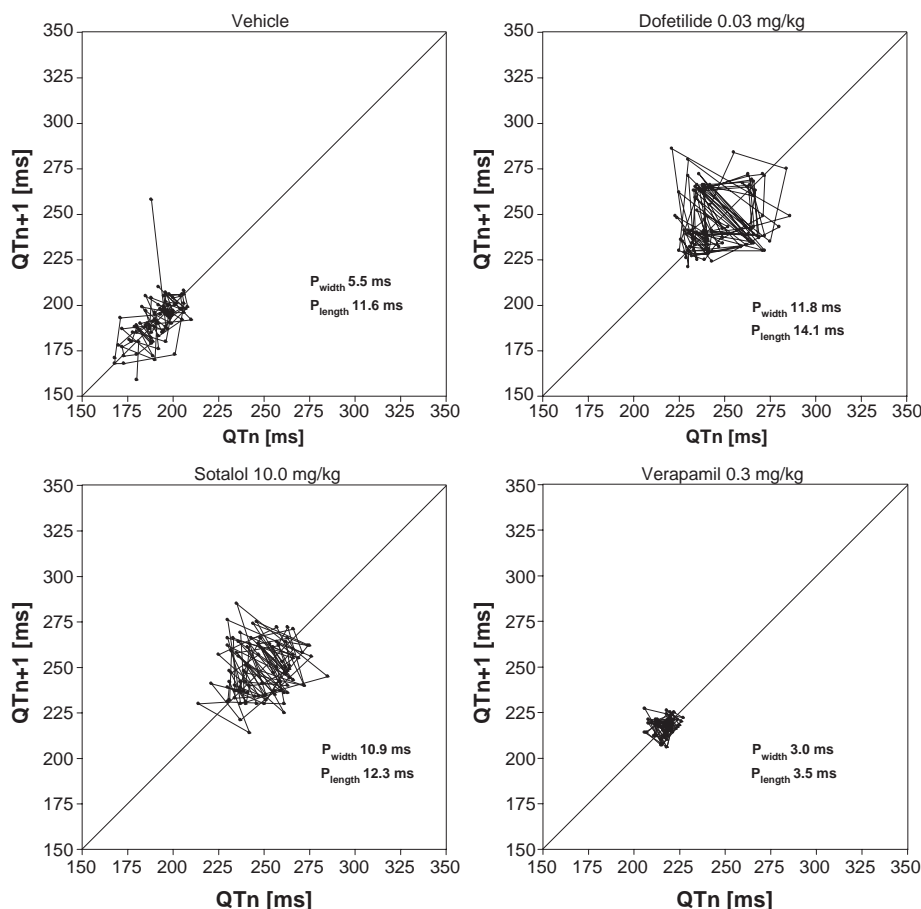 Vehicle
350
325
300
275
250
225
200
175
150
QTn+1 [ms]
P width 5.5 ms
P length 11.6 ms
150 175 200 225 250 275 300 325 350
QTn [ms]
Dofetilide 0.03 mg/kg
350
325
300
275
250
225
200
175
150
QTn+1 [ms]
P width 11.8 ms
P length 14.1 ms
150 175 200 225 250 275 300 325 350
QTn [ms]
Sotalol 10.0 mg/kg
350
325
300
275
250
225
200
175
150
QTn+1 [ms]
P width 10.9 ms
P length 12.3 ms
150 175 200 225 250 275 300 325 350
QTn [ms]
Verapamil 0.3 mg/kg
350
325
300
275
250
225
200
175
150
QTn+1 [ms]
P width 3.0 ms
P length 3.5 ms
150 175 200 225 250 275 300 325 350
QTn [ms]